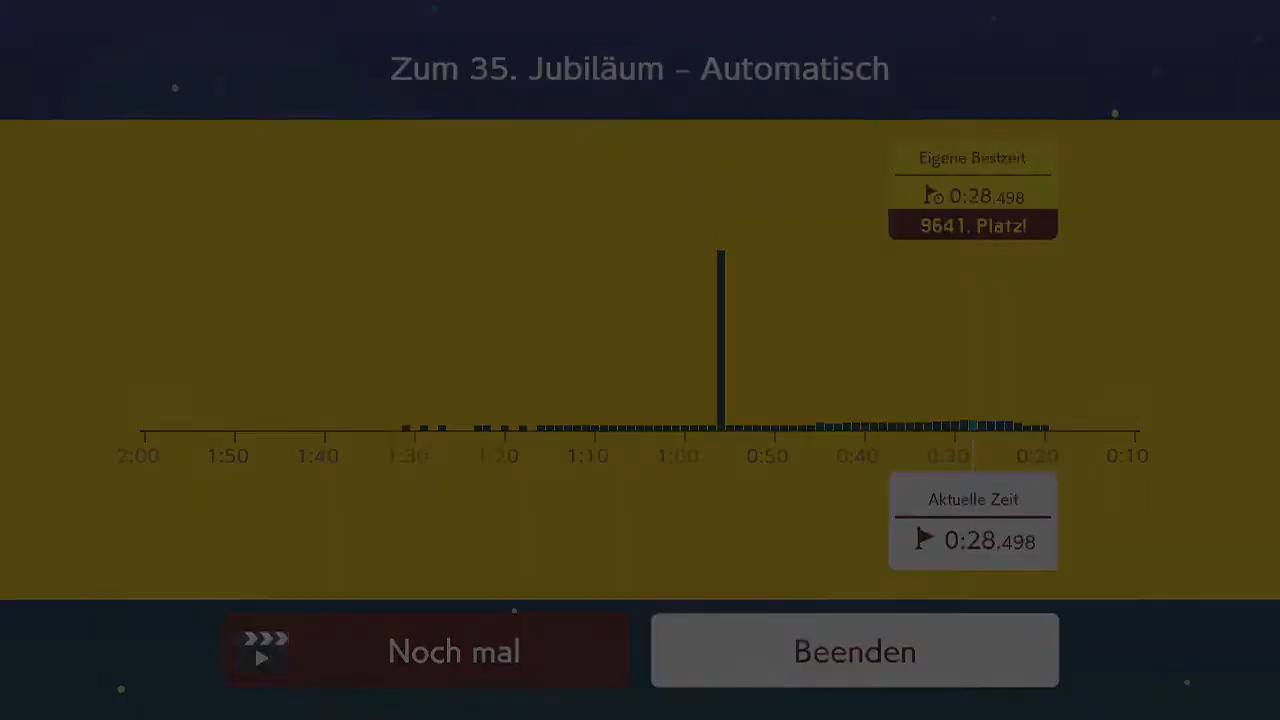 Zum 35. Jubiläum – Automatisch
Eigene Bestzeit
0:28.498
9641. Platz!
2:00 1:50 1:40 1:30 1:20 1:10 1:00 0:50 0:40 0:30 0:20 0:10
Aktuelle Zeit
0:28.498
Noch mal
Beenden